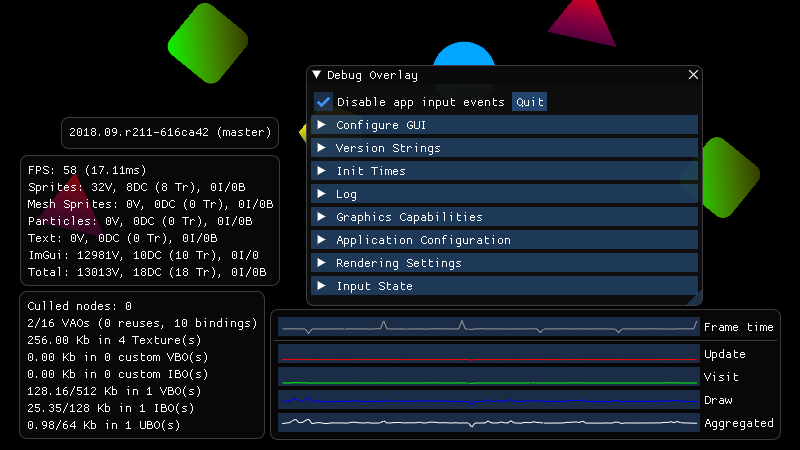 Debug Overlay
Disable app input events Quit
Configure GUI
Version Strings
Init Times
Log
Graphics Capabilities
Application Configuration
Rendering Settings
Input State
2018.09.r211-616ca42 (master)
FPS: 58 (17.11ms)
Sprites: 32V, 8DC (8 Tr), 0I/0B
Mesh Sprites: 0V, 0DC (0 Tr), 0I/0B
Particles: 0V, 0DC (0 Tr), 0I/0B
Text: 0V, 0DC (0 Tr), 0I/0B
ImGui: 12981V, 10DC (10 Tr), 0I/0
Total: 13013V, 18DC (18 Tr), 0I/0
Culled nodes: 0
2/16 VAOs (0 reuses, 10 bindings)
256.00 Kb in 4 Texture(s)
0.00 Kb in 0 custom VBO(s)
0.00 Kb in 0 custom IBO(s)
128.16/512 Kb in 1 VBO(s)
25.35/128 Kb in 1 IBO(s)
0.98/64 Kb in 1 UBO(s)
Frame time
Update
Visit
Draw
Aggregated